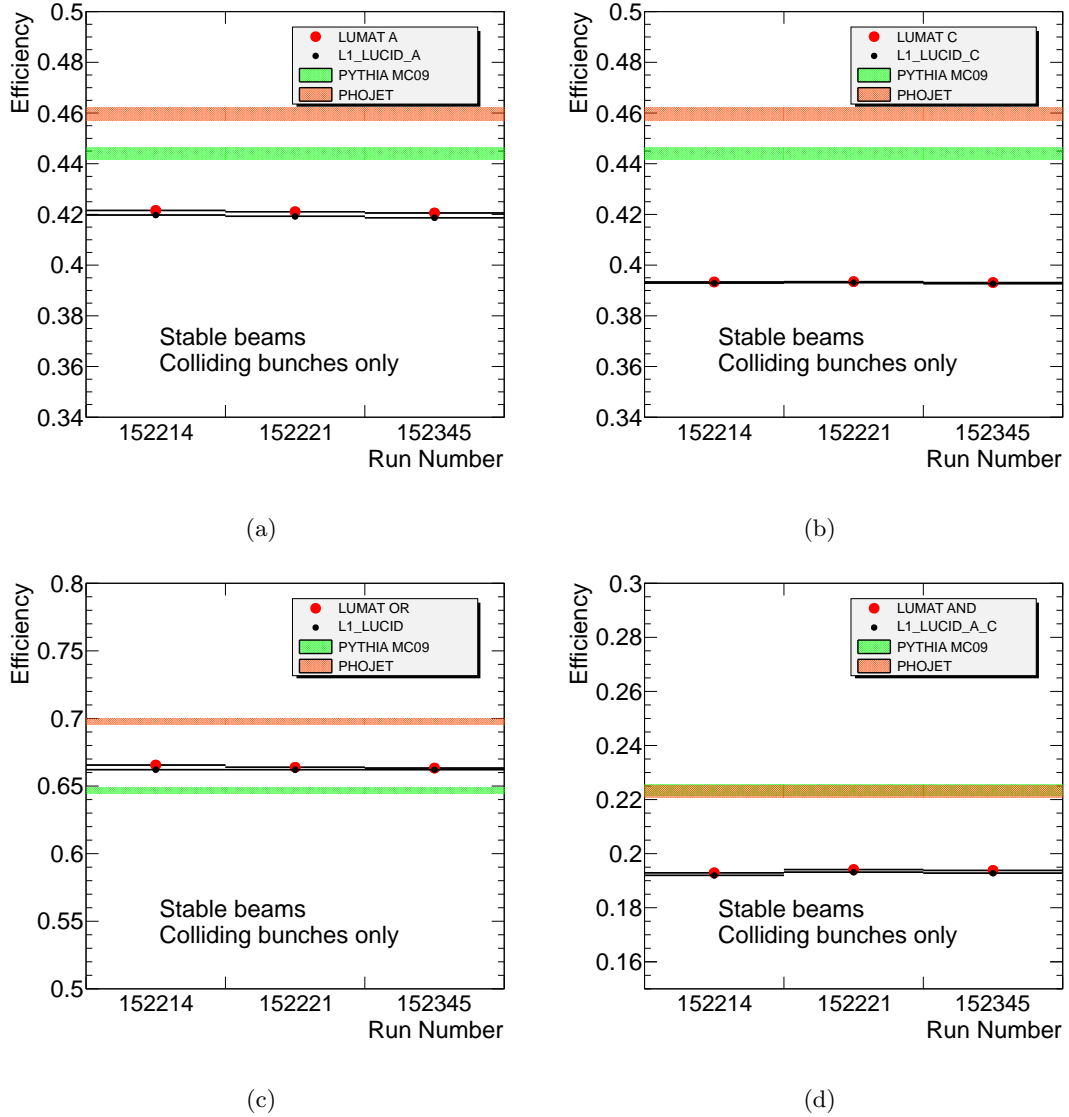 0.5
0.48
0.46
0.44
0.42
0.4
0.38
0.36
0.34
Efficiency
LUMAT A
L1_LUCID_A
PYTHIA MC09
PHOJET
Stable beams
Colliding bunches only
152214 152221 152345
Run Number
(a)
0.5
0.48
0.46
0.44
0.42
0.4
0.38
0.36
0.34
Efficiency
LUMAT C
L1_LUCID_C
PYTHIA MC09
PHOJET
Stable beams
Colliding bunches only
152214 152221 152345
Run Number
(b)
0.8
0.75
0.7
0.65
0.6
0.55
0.5
Efficiency
LUMAT OR
L1_LUCID
PYTHIA MC09
PHOJET
Stable beams
Colliding bunches only
152214 152221 152345
Run Number
(c)
0.3
0.28
0.26
0.24
0.22
0.2
0.18
0.16
Efficiency
LUMAT AND
L1_LUCID_A_C
PYTHIA MC09
PHOJET
Stable beams
Colliding bunches only
152214 152221 152345
Run Number
(d)